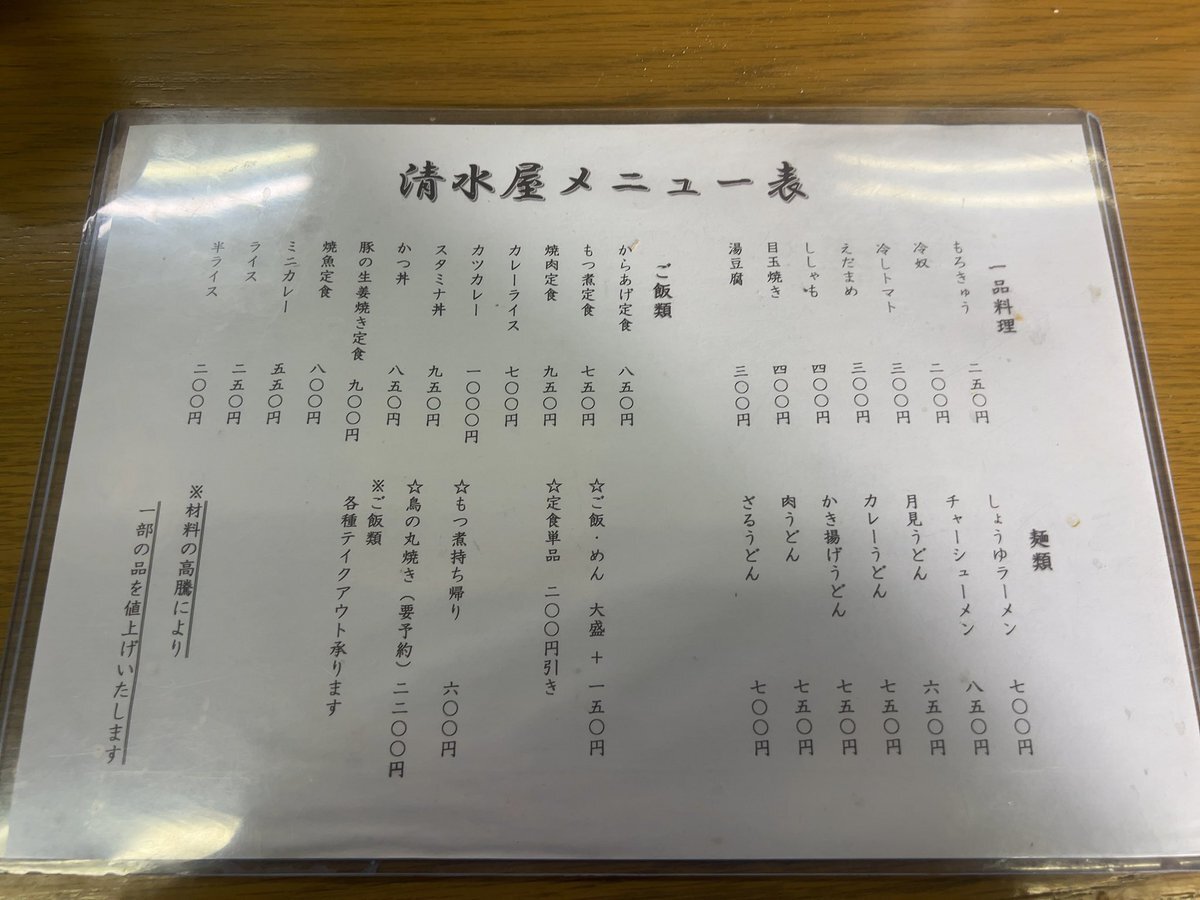 清水屋メニュー表
一品料理
もろきゅう 二五〇円
冷奴 二〇〇円
冷しトマト 三〇〇円
えだまめ 三〇〇円
ししゃも 四〇〇円
目玉焼き 四〇〇円
湯豆腐 三〇〇円
ご飯類
からあげ定食 八五〇円
もつ煮定食 七五〇円
焼肉定食 九五〇円
カレーライス 七〇〇円
カツカレー 一〇〇〇円
スタミナ丼 九五〇円
かつ丼 八五〇円
豚の生姜焼き定食 九〇〇円
焼魚定食 八〇〇円
ミニカレー 五五〇円
ライス 二五〇円
半ライス 二〇〇円
麺類
しょうゆラーメン 七〇〇円
チャーシューメン 八五〇円
月見うどん 六五〇円
カレーうどん 七五〇円
かき揚げうどん 七五〇円
肉うどん 七五〇円
ざるうどん 七〇〇円
☆ご飯・めん 大盛 + 一五〇円
☆定食単品 二〇〇円引き
☆もつ煮持ち帰り 六〇〇円
☆鳥の丸焼き（要予約）二二〇〇円
※ご飯類
各種テイクアウト承ります
※材料の高騰により
一部の品を値上げいたします